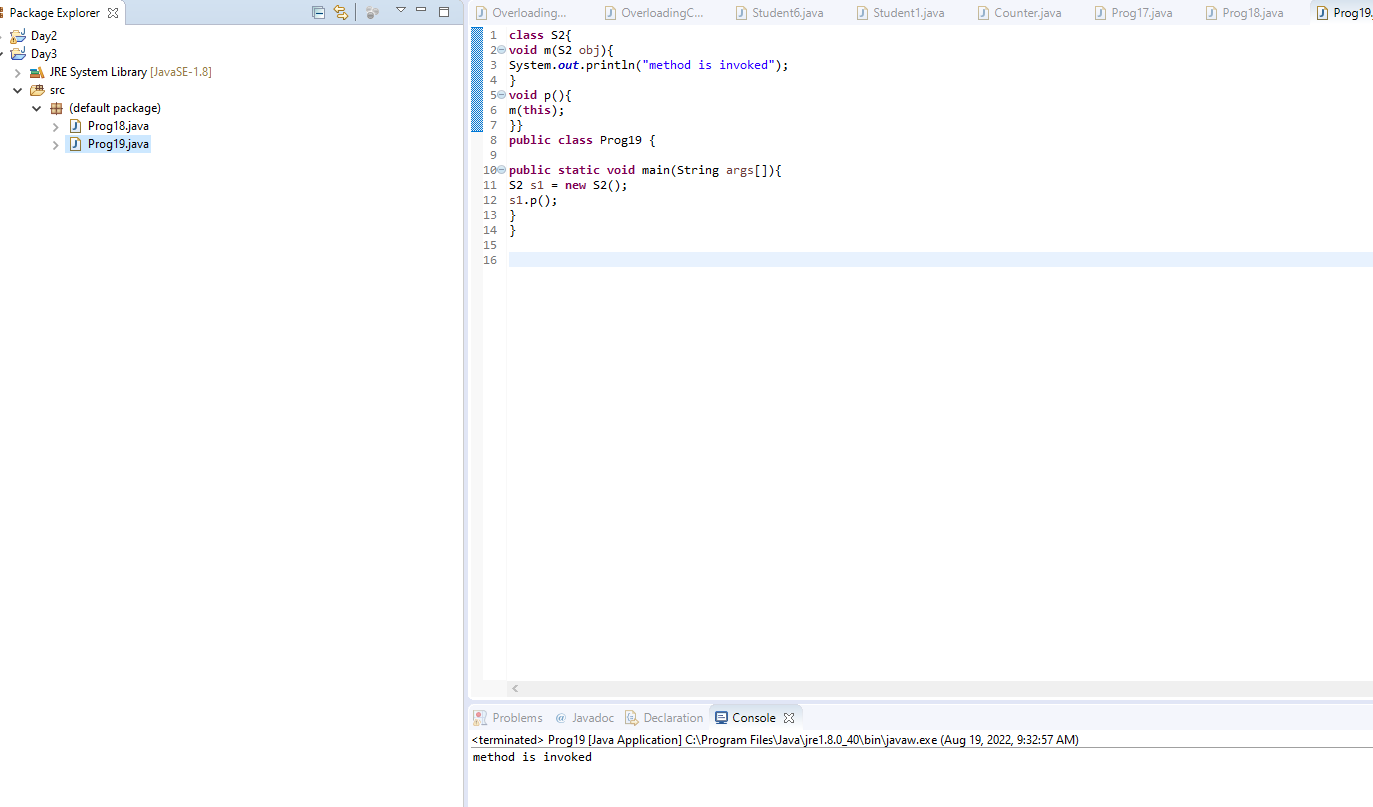 Package Explorer
Day2
Day3
JRE System Library [JavaSE-1.8]
src
(default package)
Prog18.java
Prog19.java
Overloading... OverloadingC... Student6.java Student1.java Counter.java Prog17.java Prog18.java Prog19.
1 class S2{
2 void m(S2 obj){
3 System.out.println("method is invoked");
4 }
5 void p(){
6 m(this);
7 }}
8 public class Prog19 {
9
10 public static void main(String args[]){
11 S2 s1 = new S2();
12 s1.p();
13 }
14 }
15
16
Problems @ Javadoc Declaration Console
<terminated> Prog19 [Java Application] C:\Program Files\Java\jre1.8.0_40\bin\javaw.exe (Aug 19, 2022, 9:32:57 AM)
method is invoked